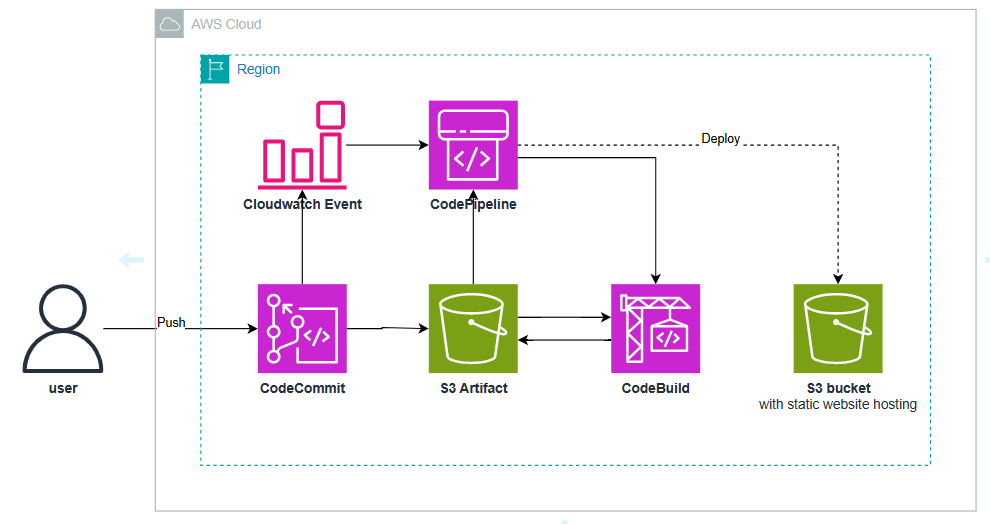 AWS Cloud
Region
Deploy
Cloudwatch Event
CodePipeline
Push
user
CodeCommit
S3 Artifact
CodeBuild
S3 bucket
with static website hosting